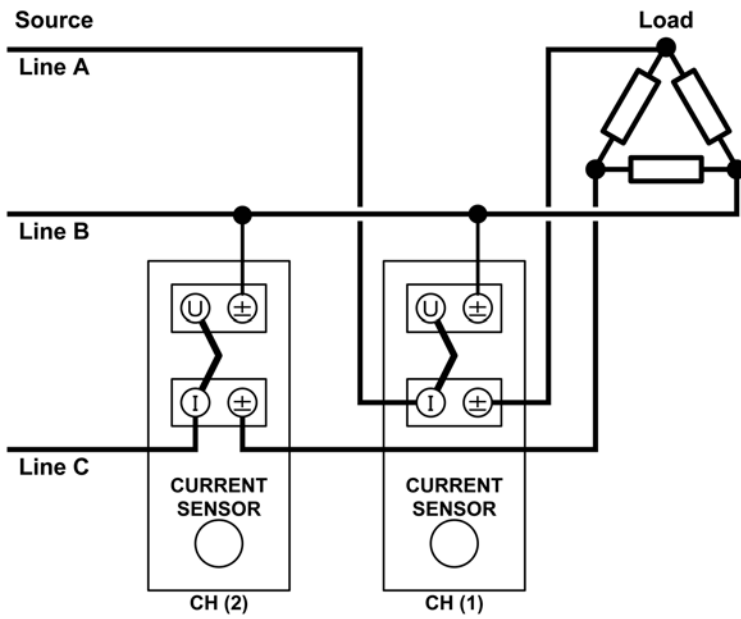 Source
Load
Line A
Line B
U ± U ±
I ± I ±
Line C
CURRENT SENSOR
CURRENT SENSOR
CH (2)
CH (1)